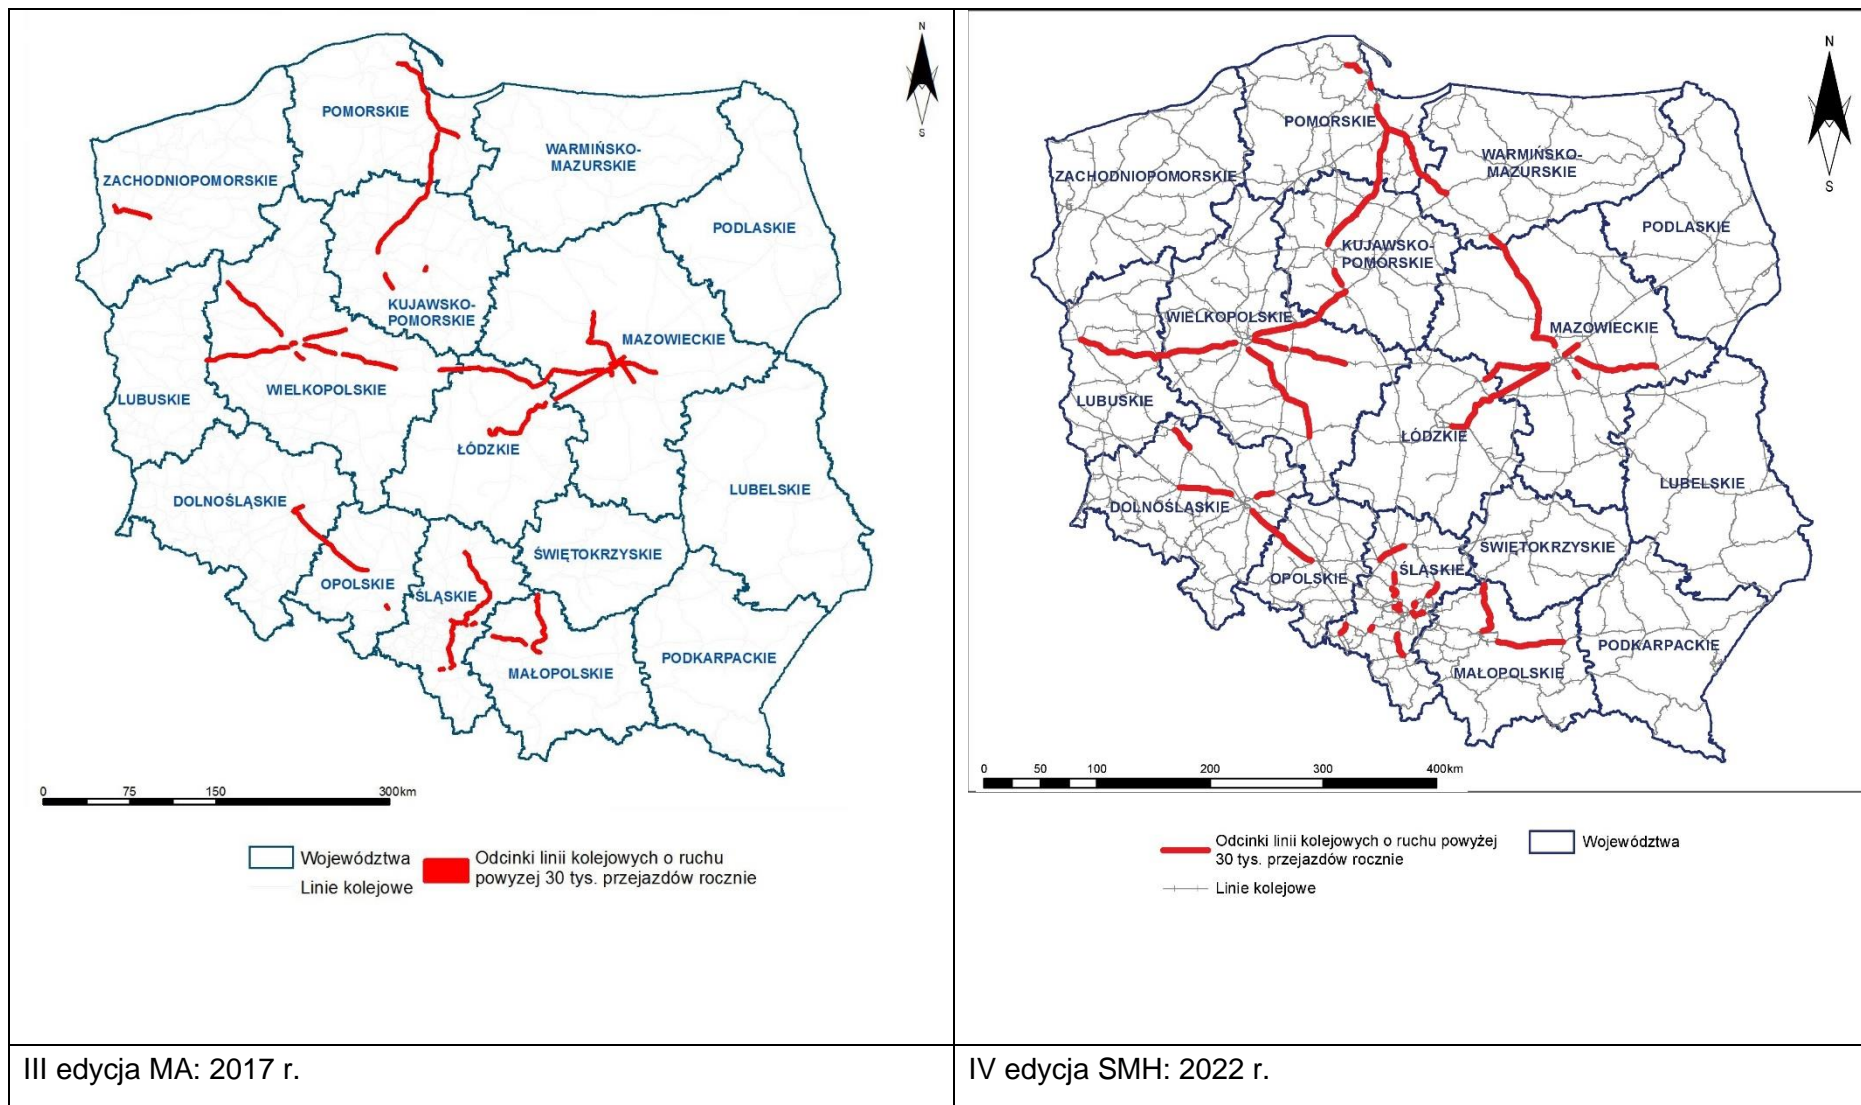 N
S
POMORSKIE
WARMIŃSKO-
MAZURSKIE
ZACHODNIOPOMORSKIE
PODLASKIE
KUJAWSKO-
POMORSKIE
MAZOWIECKIE
WIELKOPOLSKIE
LUBUSKIE
ŁÓDZKIE
LUBELSKIE
DOLNOŚLĄSKIE
ŚWIĘTOKRZYSKIE
OPOLSKIE
ŚLĄSKIE
PODKARPACKIE
MAŁOPOLSKIE
0 75 150 300km
Województwa
Linie kolejowe
Odcinki linii kolejowych o ruchu
powyzej 30 tys. przejazdów rocznie
III edycja MA: 2017 r.
N
S
POMORSKIE
WARMIŃSKO-
MAZURSKIE
ZACHODNIOPOMORSKIE
PODLASKIE
KUJAWSKO-
POMORSKIE
WIELKOPOLSKIE
MAZOWIECKIE
LUBUSKIE
ŁÓDZKIE
LUBELSKIE
DOLNOŚLĄSKIE
ŚWIĘTOKRZYSKIE
OPOLSKIE
ŚLĄSKIE
PODKARPACKIE
MAŁOPOLSKIE
0 50 100 200 300 400km
Odcinki linii kolejowych o ruchu powyżej
30 tys. przejazdów rocznie
Linie kolejowe
Województwa
IV edycja SMH: 2022 r.